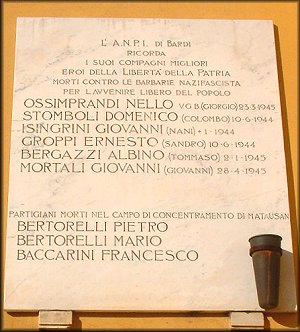 L' A.N.P.I. DI BARDI
RICORDA
I SUOI COMPAGNI MIGLIORI
EROI DELLA LIBERTA' DELLA PATRIA
MORTI CONTRO LE BARBARIE NAZIFASCISTA
PER L'AVVENIRE LIBERO DEL POPOLO
OSSIMPRANDI NELLO V.G.B. (GIORGIO) 23-3-1945
STOMBOLI DOMENICO (COLOMBO) 10-6-1944
ISINGRINI GIOVANNI (NANI) + 1-1944
GROPPI ERNESTO (SANDRO) 10-6-1944
BERGAZZI ALBINO (TOMMASO) 2-1-1945
MORTALI GIOVANNI (GIOVANNI) 28-4-1945
PARTIGIANI MORTI NEL CAMPO DI CONCENTRAMENTO DI MATAUSAN
BERTORELLI PIETRO
BERTORELLI MARIO
BACCARINI FRANCESCO